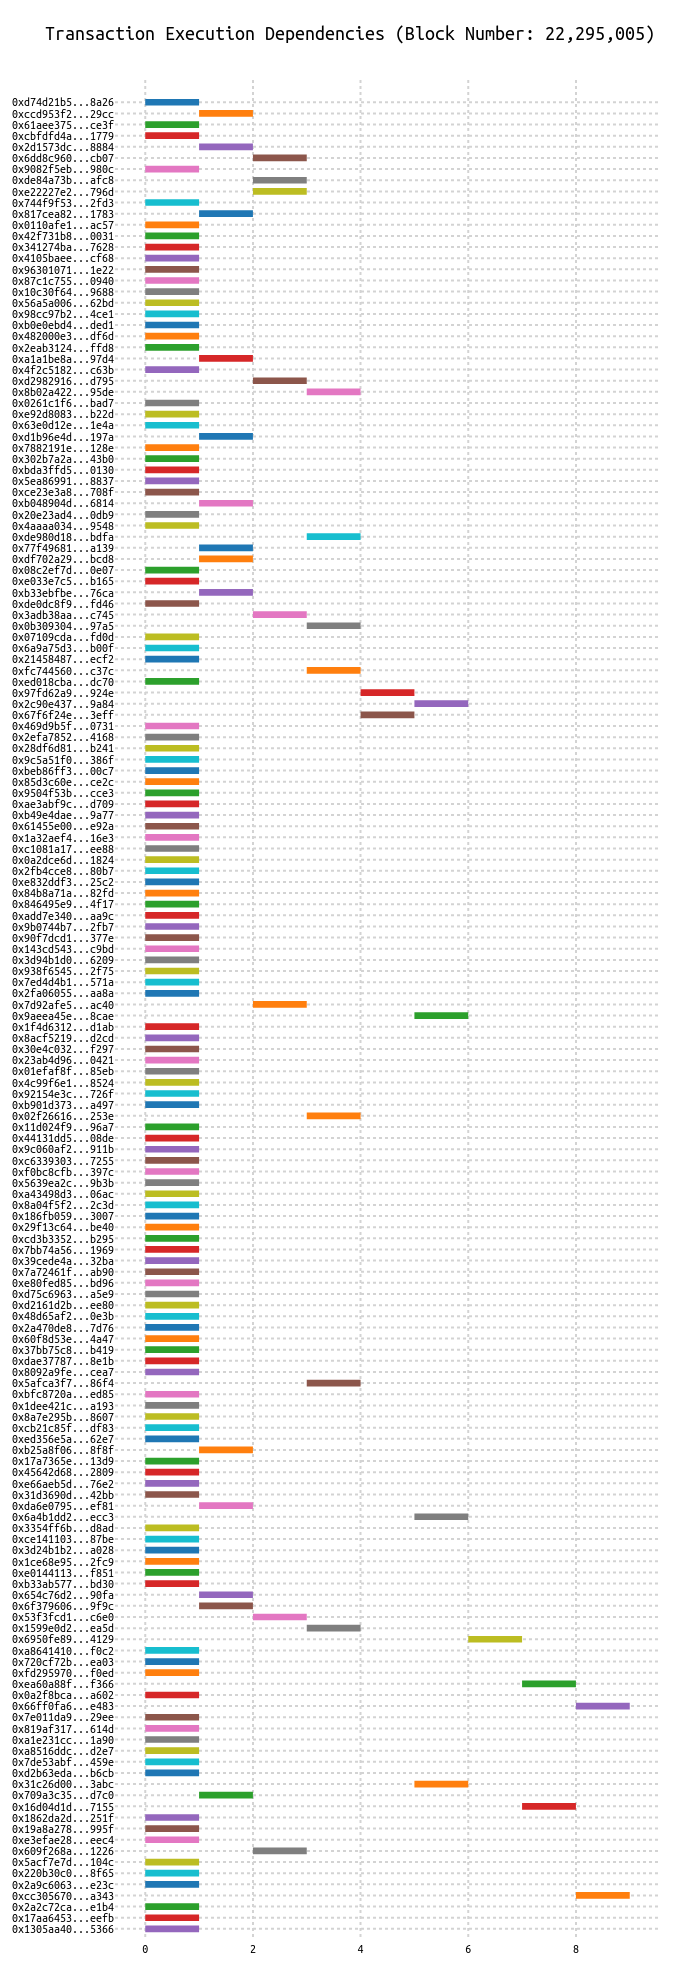 Transaction Execution Dependencies (Block Number: 22,295,005)
0xd74d21b5...8a26
0xccd953f2...29cc
0x61aee375...ce3f
0xcbfdfd4a...1779
0x2d1573dc...8884
0x6dd8c960...cb07
0x9082f5eb...980c
0xde84a73b...afc8
0xe22227e2...796d
0x744f9f53...2fd3
0x817cea82...1783
0x0110afe1...ac57
0x42f731b8...0031
0x341274ba...7628
0x4105baee...cf68
0x96301071...1e22
0x87c1c755...0940
0x10c30f64...9688
0x56a5a006...62bd
0x98cc97b2...4ce1
0xb0e0ebd4...ded1
0x482000e3...df6d
0x2eab3124...ffd8
0xa1a1be8a...97d4
0x4f2c5182...c63b
0xd2982916...d795
0x8b02a422...95de
0x0261c1f6...bad7
0xe92d8083...b22d
0x63e0d12e...1e4a
0xd1b96e4d...197a
0x7882191e...128e
0x302b7a2a...43b0
0xbda3ffd5...0130
0x5ea86991...8837
0xce23e3a8...708f
0xb048904d...6814
0x20e23ad4...0db9
0x4aaaa034...9548
0xde980d18...bdfa
0x77f49681...a139
0xdf702a29...bcd8
0x08c2ef7d...0e07
0xe033e7c5...b165
0xb33ebfbe...76ca
0xde0dc8f9...fd46
0x3adb38aa...c745
0x0b309304...97a5
0x07109cda...fd0d
0x6a9a75d3...b00f
0x21458487...ecf2
0xfc744560...c37c
0xed018cba...dc70
0x97fd62a9...924e
0x2c90e437...9a84
0x67f6f24e...3eff
0x469d9b5f...0731
0x2efa7852...4168
0x28df6d81...b241
0x9c5a51f0...386f
0xbeb86ff3...00c7
0x85d3c60e...ce2c
0x9504f53b...cce3
0xae3abf9c...d709
0xb49e4dae...9a77
0x61455e00...e92a
0x1a32aef4...16e3
0xc1081a17...ee88
0x0a2dce6d...1824
0x2fb4cce8...80b7
0xe832ddf3...25c2
0x84b8a71a...82fd
0x846495e9...4f17
0xadd7e340...aa9c
0x9b0744b7...2fb7
0x90f7dcd1...377e
0x143cd543...c9bd
0x3d94b1d0...6209
0x938f6545...2f75
0x7ed4d4b1...571a
0x2fa06055...aa8a
0x7d92afe5...ac40
0x9aeea45e...8cae
0x1f4d6312...d1ab
0x8acf5219...d2cd
0x30e4c032...f297
0x23ab4d96...0421
0x01efaf8f...85eb
0x4c99f6e1...8524
0x92154e3c...726f
0xb901d373...a497
0x02f26616...253e
0x11d024f9...96a7
0x44131dd5...08de
0x9c060af2...911b
0xc6339303...7255
0xf0bc8cfb...397c
0x5639ea2c...9b3b
0xa43498d3...06ac
0x8a04f5f2...2c3d
0x186fb059...3007
0x29f13c64...be40
0xcd3b3352...b295
0x7bb74a56...1969
0x39cede4a...32ba
0x7a72461f...ab90
0xe80fed85...bd96
0xd75c6963...a5e9
0xd2161d2b...ee80
0x48d65af2...0e3b
0x2a470de8...7d76
0x60f8d53e...4a47
0x37bb75c8...b419
0xdae37787...8e1b
0x8092a9fe...cea7
0x5afca3f7...86f4
0xbfc8720a...ed85
0x1dee421c...a193
0x8a7e295b...8607
0xcb21c85f...df83
0xed356e5a...62e7
0xb25a8f06...8f8f
0x17a7365e...13d9
0x45642d68...2809
0xe66aeb5d...76e2
0x31d3690d...42bb
0xda6e0795...ef81
0x6a4b1dd2...ecc3
0x3354ff6b...d8ad
0xce141103...87be
0x3d24b1b2...a028
0x1ce68e95...2fc9
0xe0144113...f851
0xb33ab577...bd30
0x654c76d2...90fa
0x6f379606...9f9c
0x53f3fcd1...c6e0
0x1599e0d2...ea5d
0x6950fe89...4129
0xa8641410...f0c2
0x720cf72b...ea03
0xfd295970...f0ed
0xea60a88f...f366
0x0a2f8bca...a602
0x66ff0fa6...e483
0x7e011da9...29ee
0x819af317...614d
0xa1e231cc...1a90
0xa8516ddc...d2e7
0x7de53abf...459e
0xd2b63eda...b6cb
0x31c26d00...3abc
0x709a3c35...d7c0
0x16d04d1d...7155
0x1862da2d...251f
0x19a8a278...995f
0xe3efae28...eec4
0x609f268a...1226
0x5acf7e7d...104c
0x220b30c0...8f65
0x2a9c6063...e23c
0xcc305670...a343
0x2a2c72ca...e1b4
0x17aa6453...eefb
0x1305aa40...5366
0 2 4 6 8